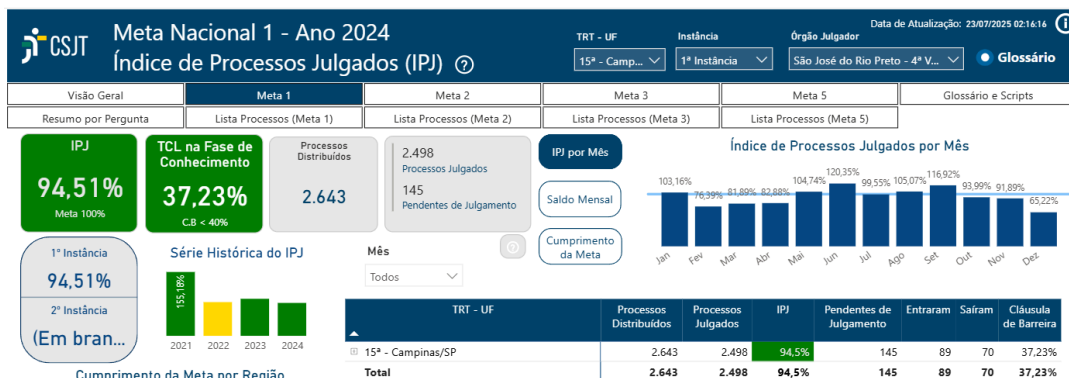 CSJT
Meta Nacional 1 - Ano 2024
Índice de Processos Julgados (IPJ) ?
Data de Atualização: 23/07/2025 02:16:16 i
TRT - UF Instância Órgão Julgador
15ª - Camp... 1ª Instância São José do Rio Preto - 4ª V... Glossário
Visão Geral Meta 1 Meta 2 Meta 3 Meta 5 Glossário e Scripts
Resumo por Pergunta Lista Processos (Meta 1) Lista Processos (Meta 2) Lista Processos (Meta 3) Lista Processos (Meta 5)
IPJ
94,51%
Meta 100%
TCL na Fase de
Conhecimento
37,23%
C.B < 40%
Processos
Distribuídos
2.643
2.498
Processos Julgados
145
Pendentes de Julgamento
IPJ por Mês
Saldo Mensal
Cumprimento
da Meta
Índice de Processos Julgados por Mês
103,16% 76,39% 81,89% 82,88% 104,74% 120,35% 99,55% 105,07% 116,92% 93,99% 91,89% 65,22%
Jan Fev Mar Abr Mai Jun Jul Ago Set Out Nov Dez
1ª Instância
94,51%
2ª Instância
(Em bran...
Série Histórica do IPJ
155,18%
2021 2022 2023 2024
Mês
Todos
?
TRT - UF Processos Distribuídos Processos Julgados IPJ Pendentes de Julgamento Entraram Saíram Cláusula de Barreira
15ª - Campinas/SP 2.643 2.498 94,5% 145 89 70 37,23%
Total 2.643 2.498 94,5% 145 89 70 37,23%
Cumprimento da Meta por Região